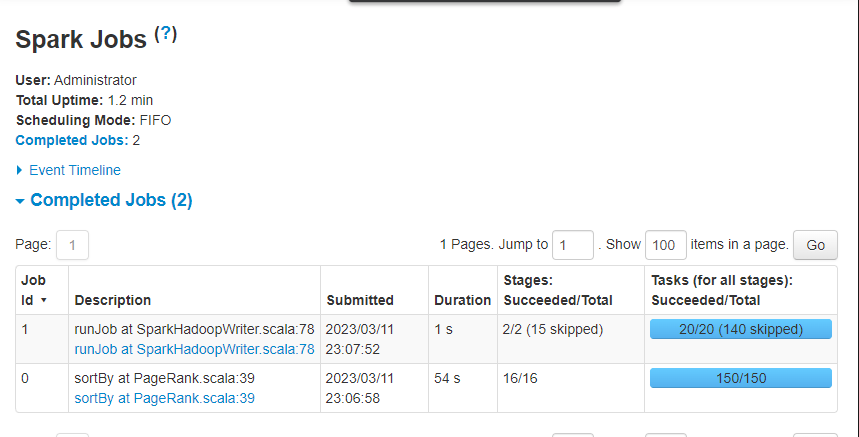 Spark Jobs (?)
User: Administrator
Total Uptime: 1.2 min
Scheduling Mode: FIFO
Completed Jobs: 2
Event Timeline
Completed Jobs (2)
Page: 1 1 Pages. Jump to 1 . Show 100 items in a page. Go
Job Id ▾ Description Submitted Duration Stages: Succeeded/Total Tasks (for all stages): Succeeded/Total
1 runJob at SparkHadoopWriter.scala:78 2023/03/11 1 s 2/2 (15 skipped) 20/20 (140 skipped)
runJob at SparkHadoopWriter.scala:78 23:07:52
0 sortBy at PageRank.scala:39 2023/03/11 54 s 16/16 150/150
sortBy at PageRank.scala:39 23:06:58